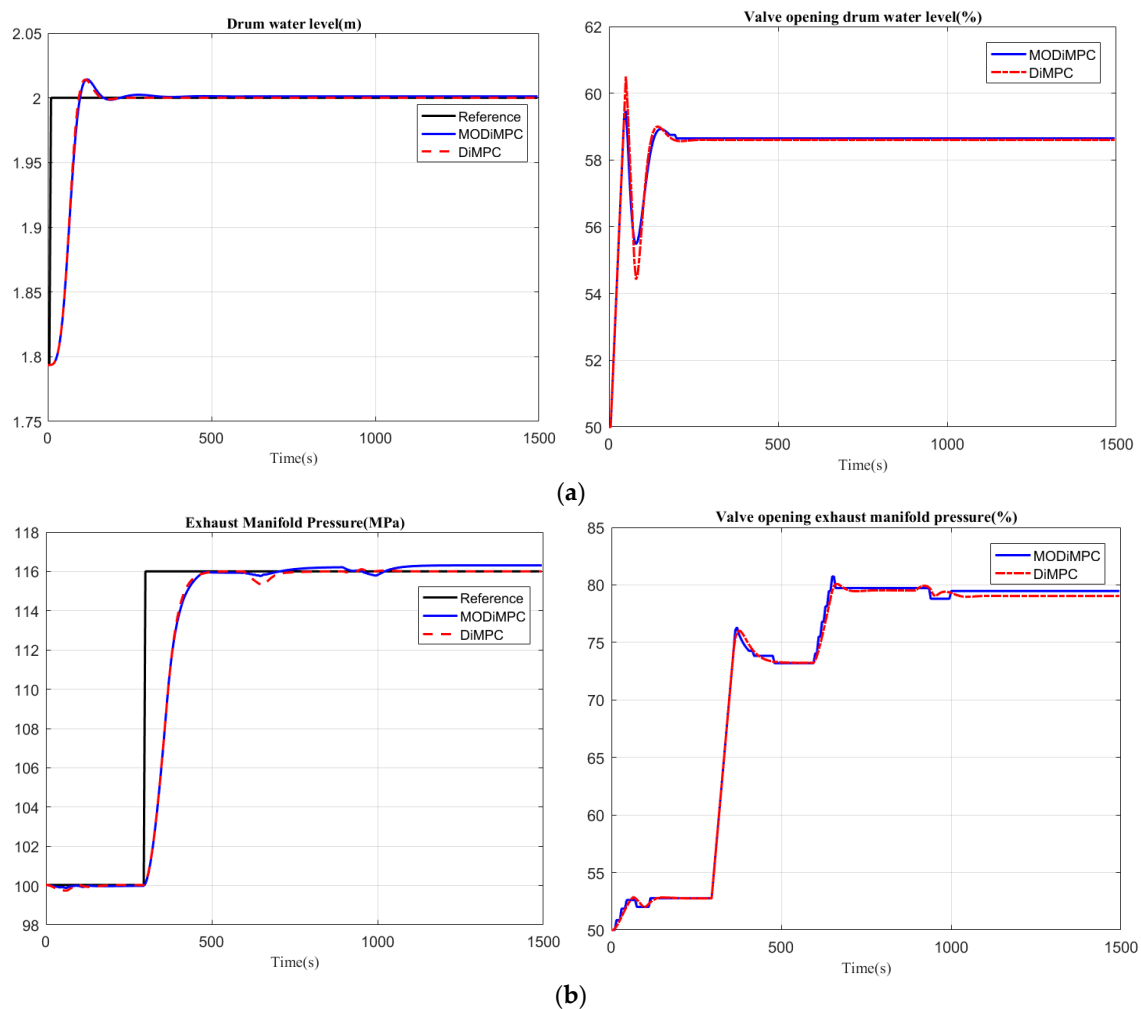 Drum water level(m)
2.05
2
1.95
1.9
1.85
1.8
1.75
0
500
1000
1500
Time(s)
Reference
MODiMPC
DiMPC
Valve opening drum water level(%)
62
60
58
56
54
52
50
0
500
1000
1500
Time(s)
MODiMPC
DiMPC
(a)
Exhaust Manifold Pressure(MPa)
118
116
114
112
110
108
106
104
102
100
98
0
500
1000
1500
Time(s)
Reference
MODiMPC
DiMPC
Valve opening exhaust manifold pressure(%)
85
80
75
70
65
60
55
50
0
500
1000
1500
Time(s)
MODiMPC
DiMPC
(b)